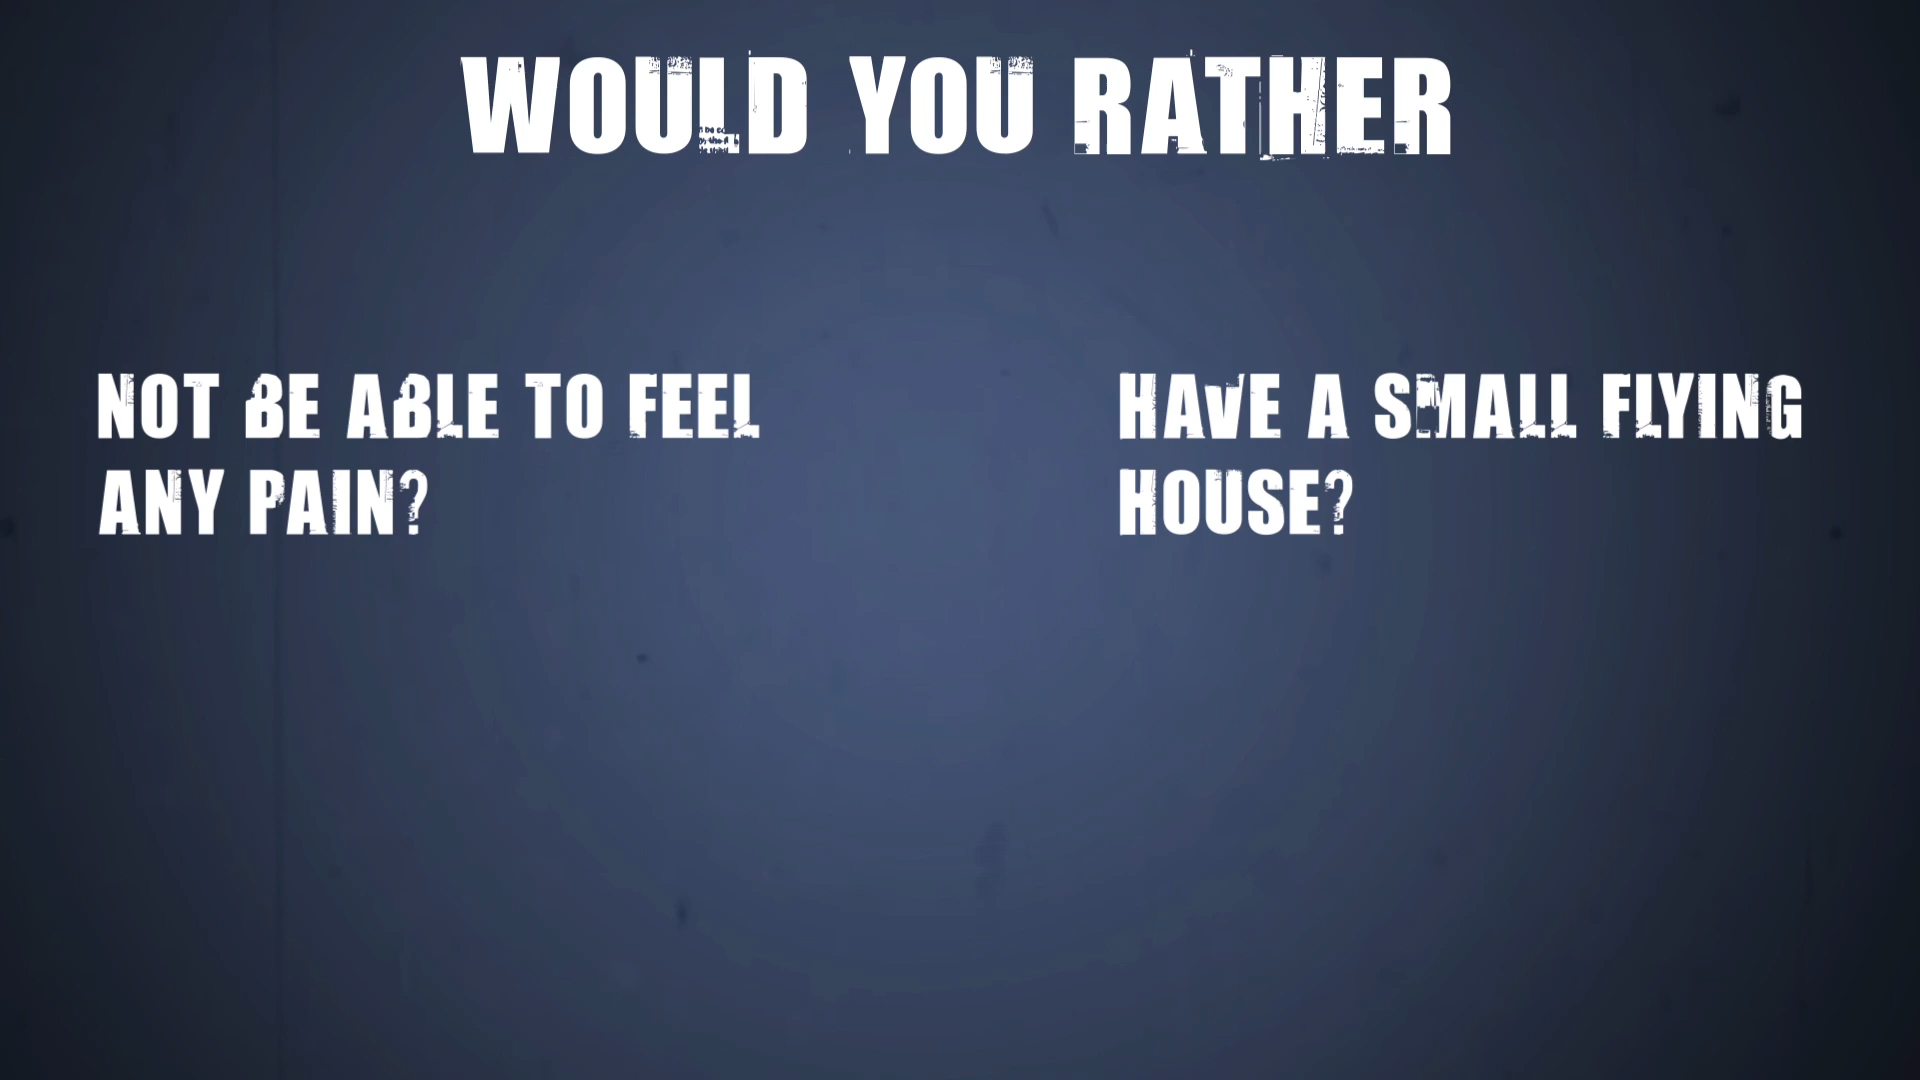 WOULD YOU RATHER
NOT BE ABLE TO FEEL
ANY PAIN?
HAVE A SMALL FLYING
HOUSE?